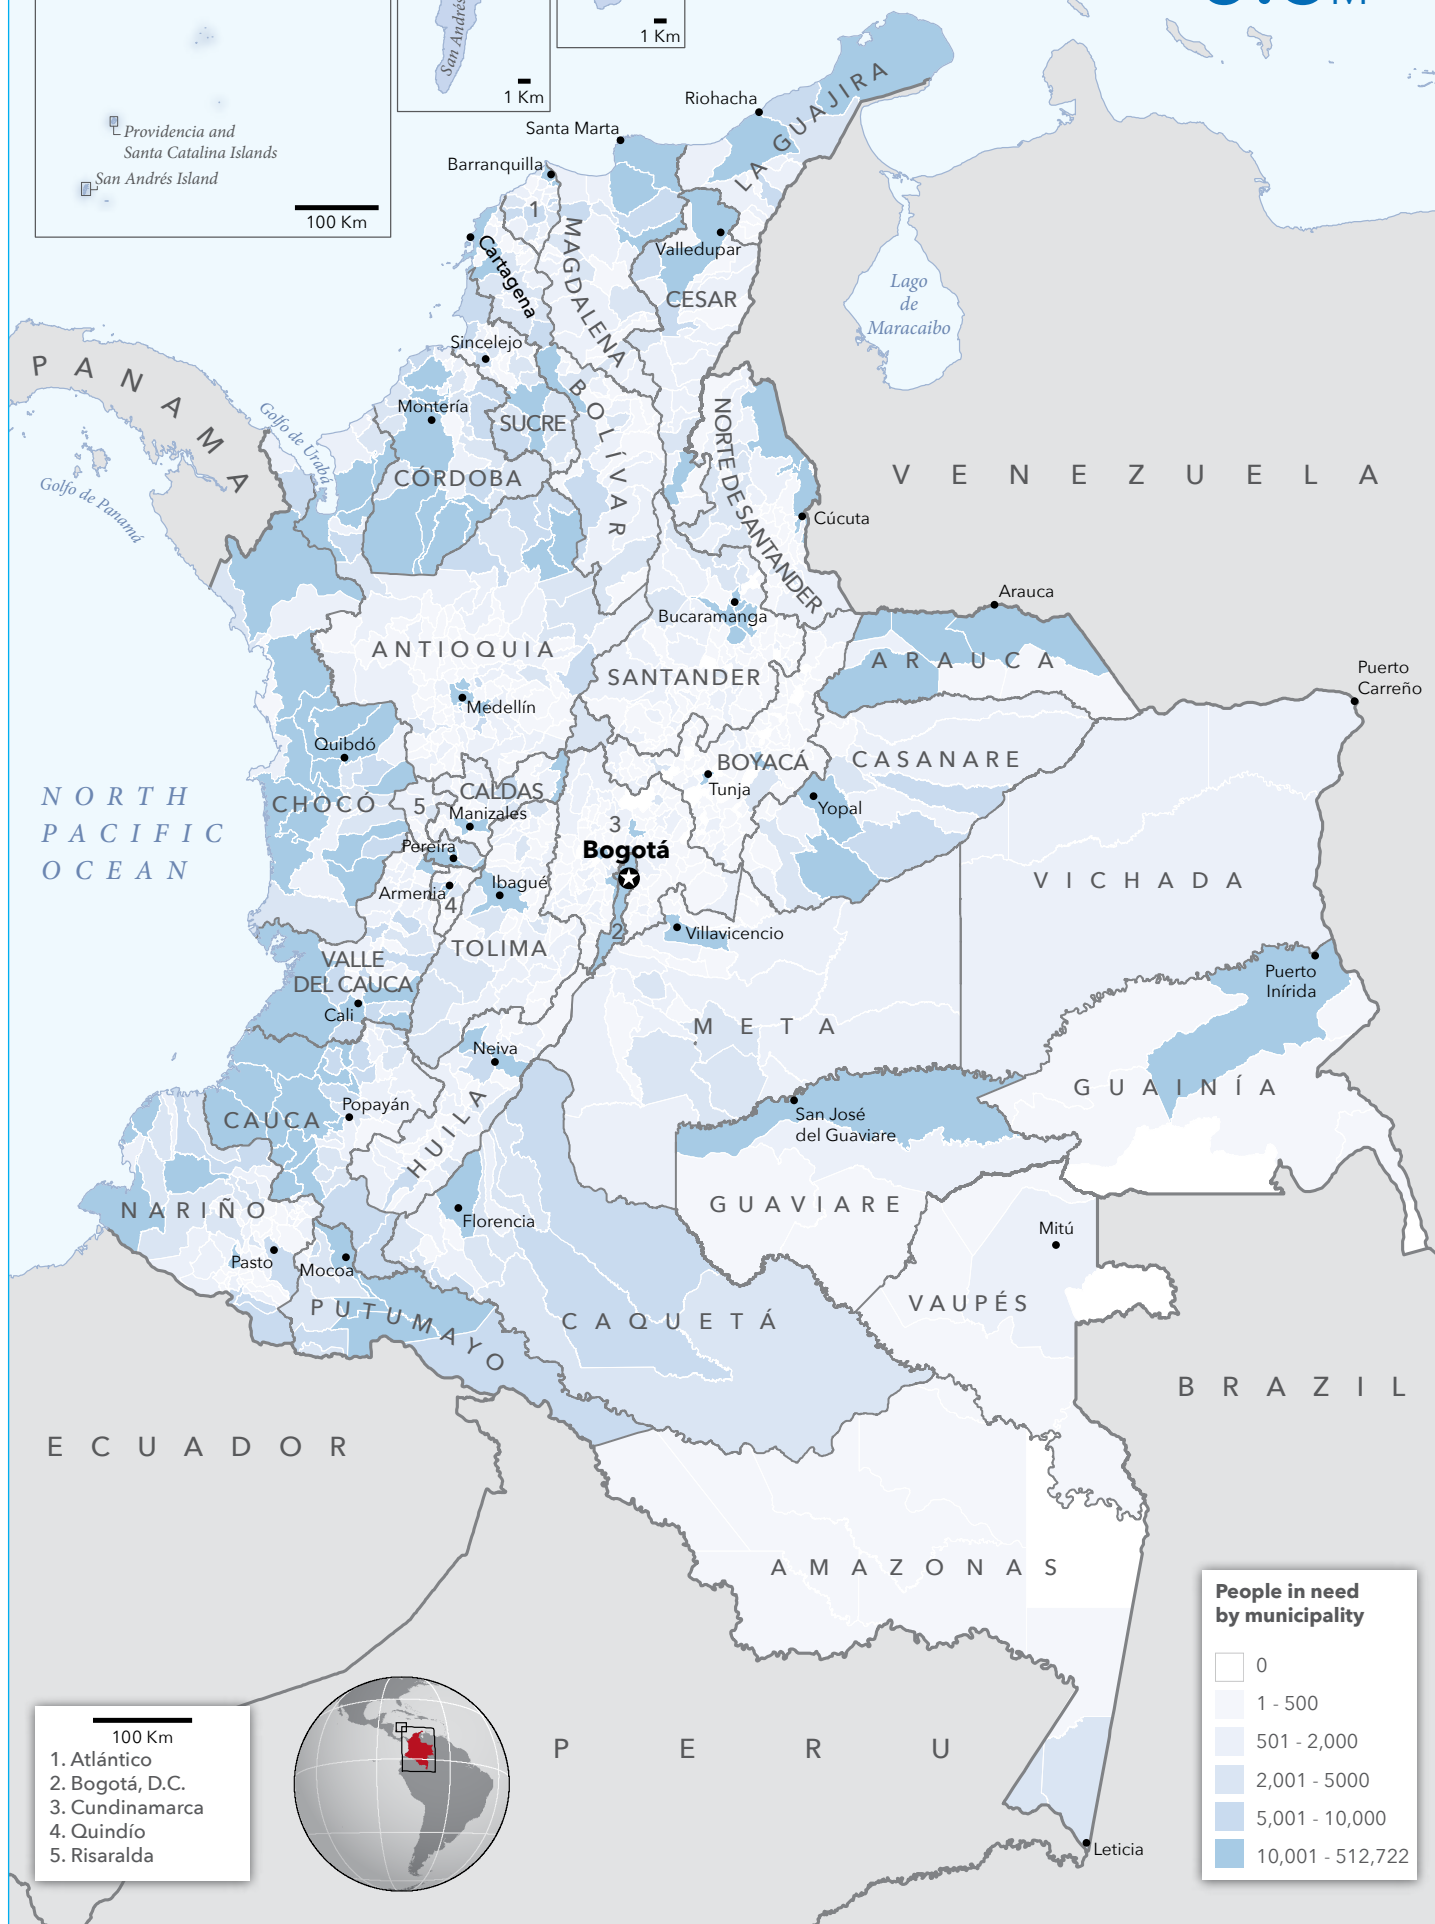 1 Km
1 Km
San Andrés
Providencia and
Santa Catalina Islands
San Andrés Island
100 Km
Riohacha
LA GUAJIRA
Santa Marta
Barranquilla
1
MAGDALENA
Cartagena
Valledupar
CESAR
Lago
de
Maracaibo
Sincelejo
PANAMA
BOLÍVAR
Montería
SUCRE
Golfo de Urabá
NORTE DE SANTANDER
CÓRDOBA
VENEZUELA
Golfo de Panamá
Cúcuta
Arauca
Bucaramanga
ANTIOQUIA
ARAUCA
SANTANDER
Puerto
Carreño
Medellín
Quibdó
BOYACÁ
CASANARE
Tunja
NORTH
PACIFIC
OCEAN
CHOCÓ
5
CALDAS
Manizales
Yopal
3
Bogotá
Pereira
Armenia
4
Ibagué
VICHADA
2
Villavicencio
TOLIMA
VALLE
DEL CAUCA
Cali
Puerto
Inírida
META
Neiva
GUAINÍA
CAUCA
Popayán
HUILA
San José
del Guaviare
NARIÑO
GUAVIARE
Florencia
Mitú
Pasto
Mocoa
PUTUMAYO
CAQUETÁ
VAUPÉS
BRAZIL
ECUADOR
AMAZONAS
PERU
Leticia
People in need
by municipality
0
1 - 500
501 - 2,000
2,001 - 5000
5,001 - 10,000
10,001 - 512,722
100 Km
1. Atlántico
2. Bogotá, D.C.
3. Cundinamarca
4. Quindío
5. Risaralda